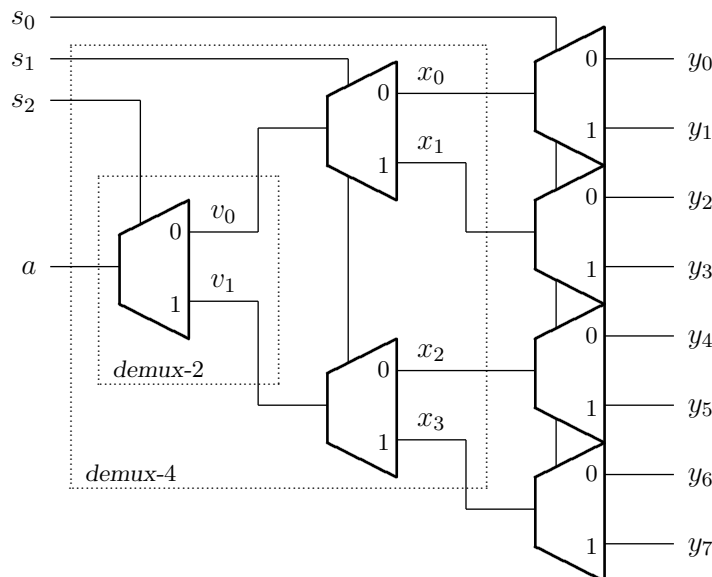 s₀
s₁
x₀ 0 y₀
0
s₂
1 y₁
x₁
1
0 y₂
v₀
0
a 1 y₃
v₁
1
0 y₄
x₂
demux-2 0
1 y₅
x₃
1
demux-4 0 y₆
1 y₇